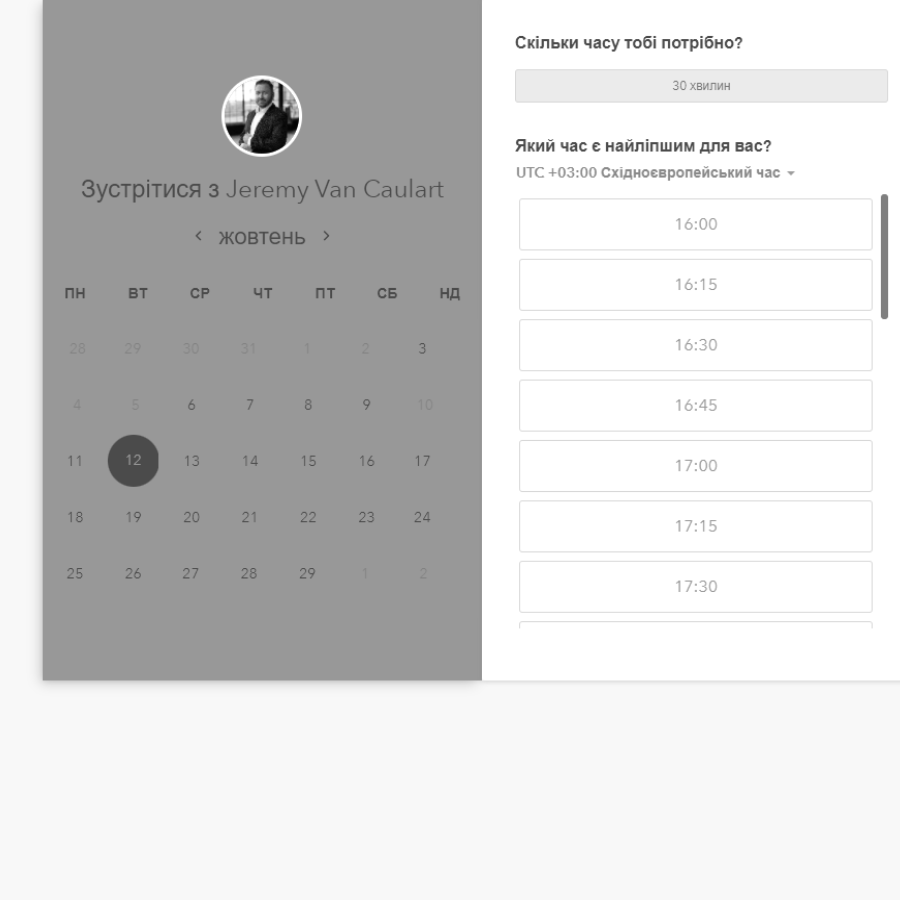 Зустрітися з Jeremy Van Caulart
жовтень
ПН ВТ СР ЧТ ПТ СБ НД
28 29 30 31 1 2 3
4 5 6 7 8 9 10
11 12 13 14 15 16 17
18 19 20 21 22 23 24
25 26 27 28 29 1 2
Скільки часу тобі потрібно?
30 хвилин
Який час є найліпшим для вас?
UTC +03:00 Східноєвропейський час
16:00
16:15
16:30
16:45
17:00
17:15
17:30